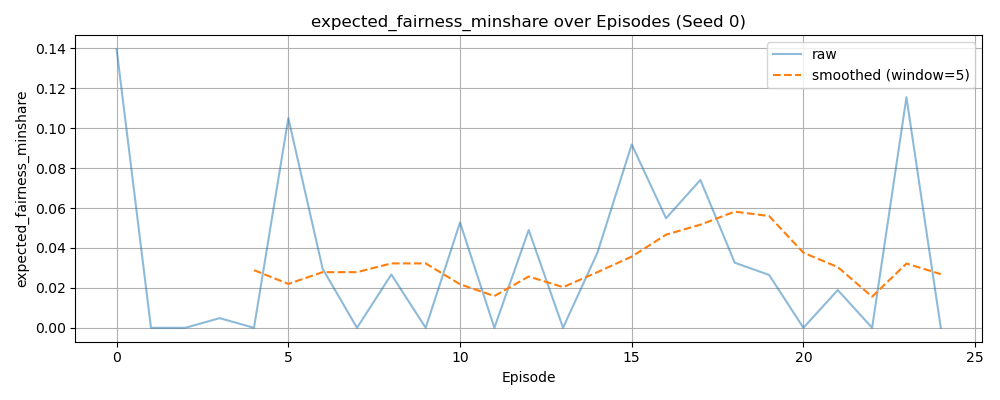 expected_fairness_minshare over Episodes (Seed 0)
raw
smoothed (window=5)
expected_fairness_minshare
0.14
0.12
0.10
0.08
0.06
0.04
0.02
0.00
0 5 10 15 20 25
Episode